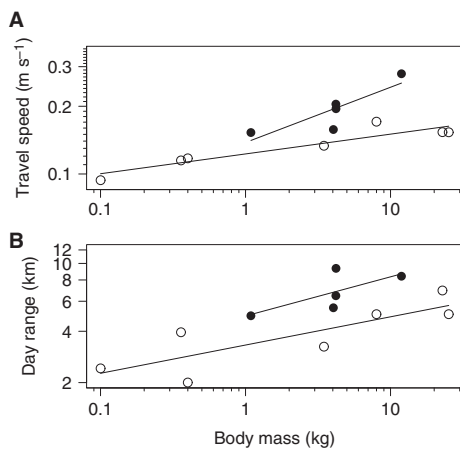 A
Travel speed (m s⁻¹)
0.3
0.2
0.1
0.1 1 10
B
Day range (km)
12
10
8
6
4
2
0.1 1 10
Body mass (kg)